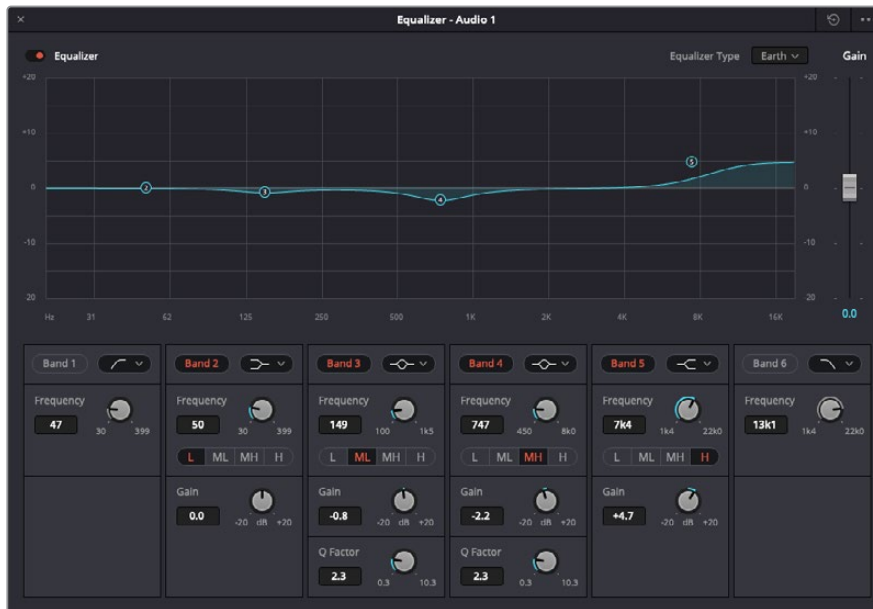 Equalizer - Audio 1
Equalizer Equalizer Type Earth Gain
+20 +20
+10 +10
2 3 4 5
0 0
-10 -10
20 -20
Hz 31 62 125 250 500 1K 2K 4K 8K 16K 0.0
Band 1 Band 2 Band 3 Band 4 Band 5 Band 6
Frequency Frequency Frequency Frequency Frequency Frequency
47 50 149 747 7k4 13k1
30 399 30 399 100 1k5 450 8k0 1k4 22k0 1k4 22k0
L ML MH H L ML MH H L ML MH H L ML MH H
Gain Gain Gain Gain
0.0 -0.8 -2.2 +4.7
-20 dB +20 -20 dB +20 -20 dB +20 -20 dB +20
Q Factor Q Factor
2.3 2.3
0.3 10.3 0.3 10.3